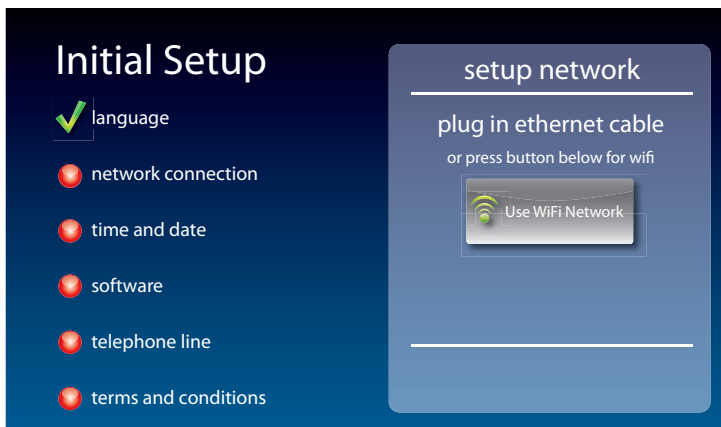 Initial Setup
language
network connection
time and date
software
telephone line
terms and conditions
setup network
plug in ethernet cable
or press button below for wifi
Use WiFi Network